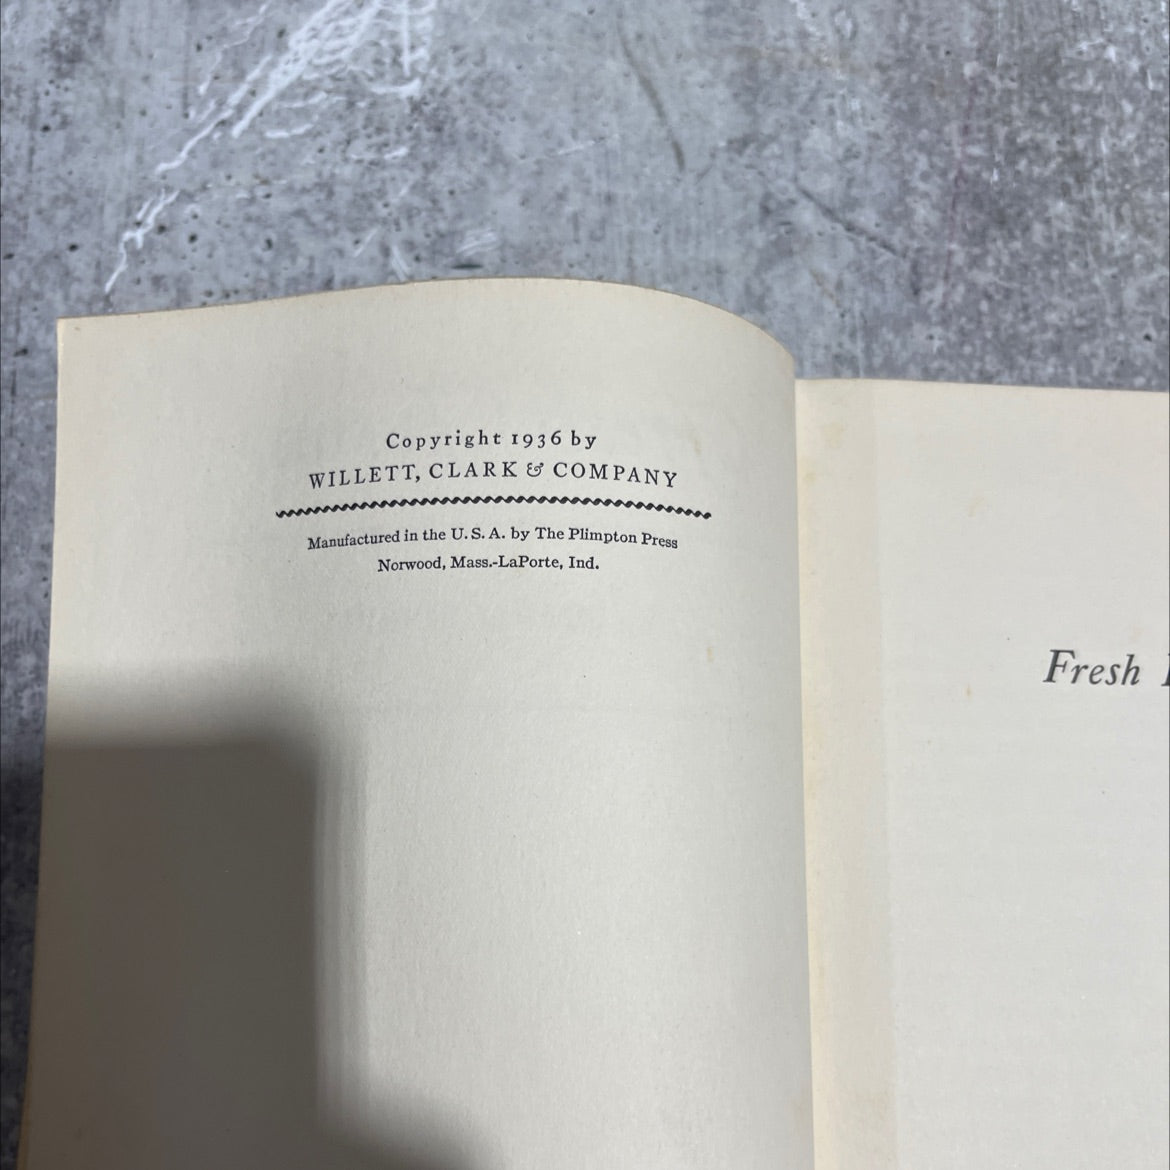 Copyright 1936 by
WILLETT, CLARK & COMPANY
Manufactured in the U. S. A. by The Plimpton Press
Norwood, Mass.-LaPorte, Ind.
Fresh